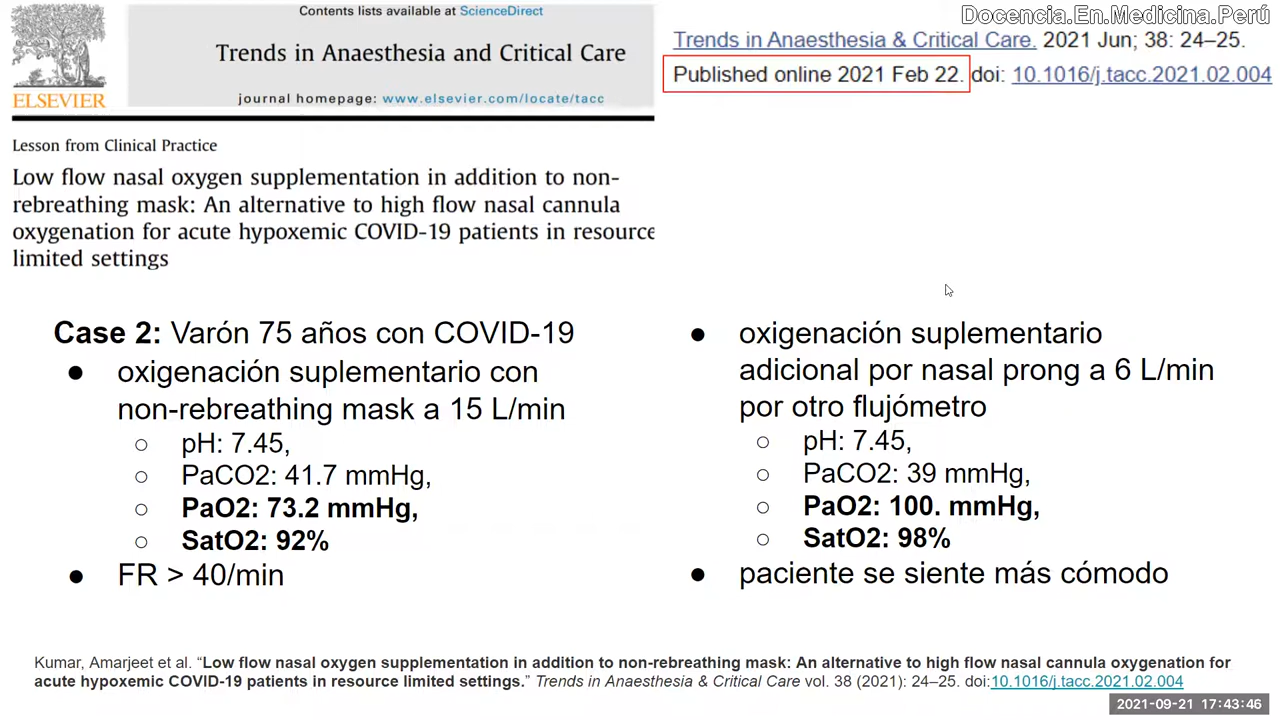 Contents lists available at ScienceDirect
Docencia.En.Medicina.Perú
Trends in Anaesthesia and Critical Care
journal homepage: www.elsevier.com/locate/tacc
ELSEVIER
Trends in Anaesthesia & Critical Care. 2021 Jun; 38: 24–25.
Published online 2021 Feb 22. doi: 10.1016/j.tacc.2021.02.004
Lesson from Clinical Practice
Low flow nasal oxygen supplementation in addition to non-
rebreathing mask: An alternative to high flow nasal cannula
oxygenation for acute hypoxemic COVID-19 patients in resource
limited settings
Case 2: Varón 75 años con COVID-19
● oxigenación suplementario con
non-rebreathing mask a 15 L/min
○ pH: 7.45,
○ PaCO2: 41.7 mmHg,
○ PaO2: 73.2 mmHg,
○ SatO2: 92%
● FR > 40/min
● oxigenación suplementario
adicional por nasal prong a 6 L/min
por otro flujómetro
○ pH: 7.45,
○ PaCO2: 39 mmHg,
○ PaO2: 100. mmHg,
○ SatO2: 98%
● paciente se siente más cómodo
Kumar, Amarjeet et al. “Low flow nasal oxygen supplementation in addition to non-rebreathing mask: An alternative to high flow nasal cannula oxygenation for
acute hypoxemic COVID-19 patients in resource limited settings.” Trends in Anaesthesia & Critical Care vol. 38 (2021): 24–25. doi:10.1016/j.tacc.2021.02.004
2021-09-21 17:43:46